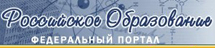 Российское Образование
ФЕДЕРАЛЬНЫЙ ПОРТАЛ